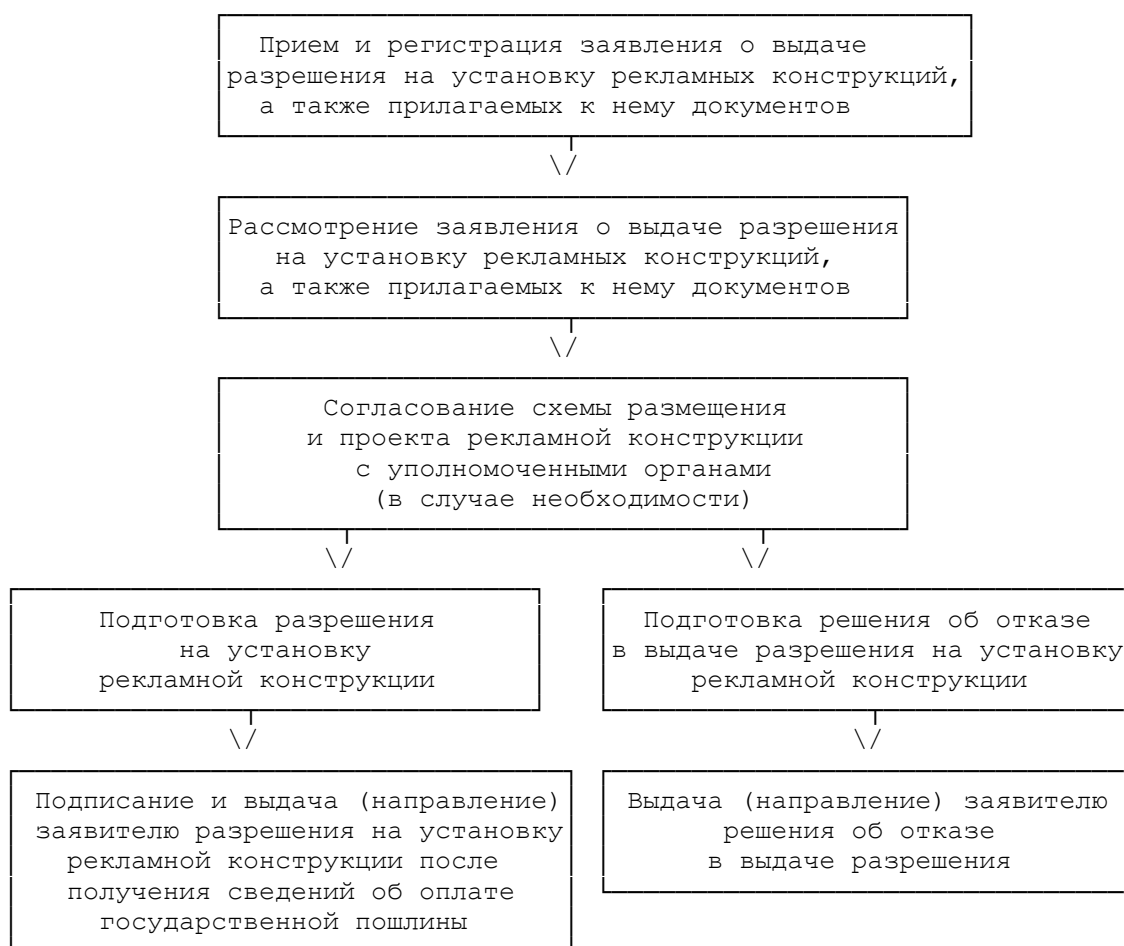 Прием и регистрация заявления о выдаче
разрешения на установку рекламных конструкций,
а также прилагаемых к нему документов
\/
Рассмотрение заявления о выдаче разрешения
на установку рекламных конструкций,
а также прилагаемых к нему документов
\/
Согласование схемы размещения
и проекта рекламной конструкции
с уполномоченными органами
(в случае необходимости)
\/
\/
Подготовка разрешения
на установку
рекламной конструкции
Подготовка решения об отказе
в выдаче разрешения на установку
рекламной конструкции
\/
\/
Подписание и выдача (направление)
заявителю разрешения на установку
рекламной конструкции после
получения сведений об оплате
государственной пошлины
Выдача (направление) заявителю
решения об отказе
в выдаче разрешения